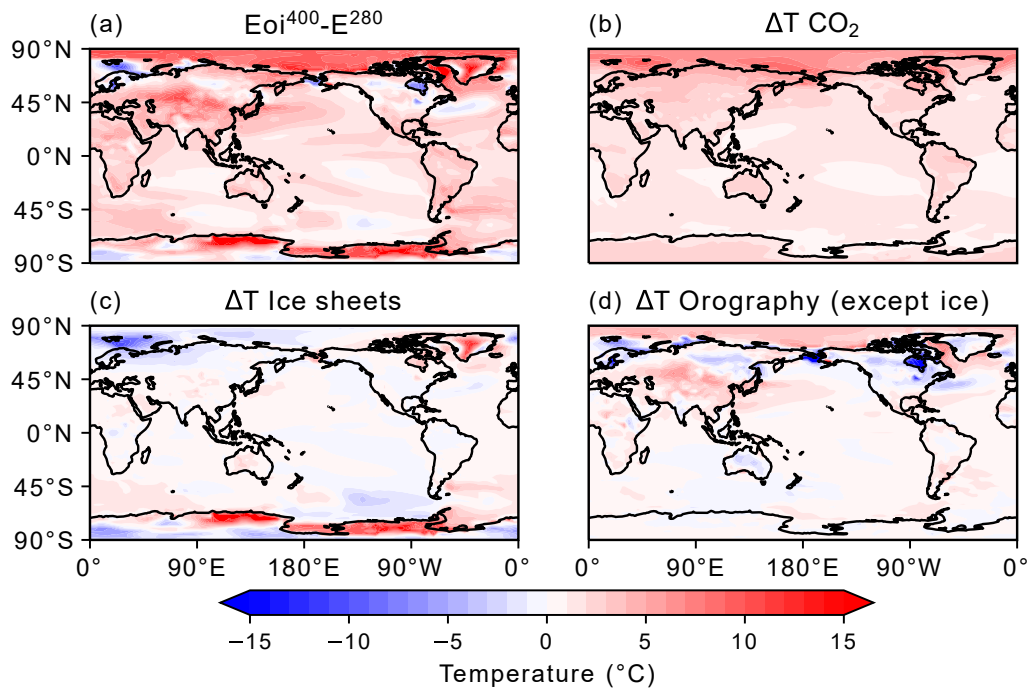 (a) Eoi⁴⁰⁰-E²⁸⁰
(b) ΔT CO₂
90°N
45°N
0°N
45°S
90°S
(c) ΔT Ice sheets
(d) ΔT Orography (except ice)
90°N
45°N
0°N
45°S
90°S
0° 90°E 180°E 90°W 0°
0° 90°E 180°E 90°W 0°
−15 −10 −5 0 5 10 15
Temperature (°C)